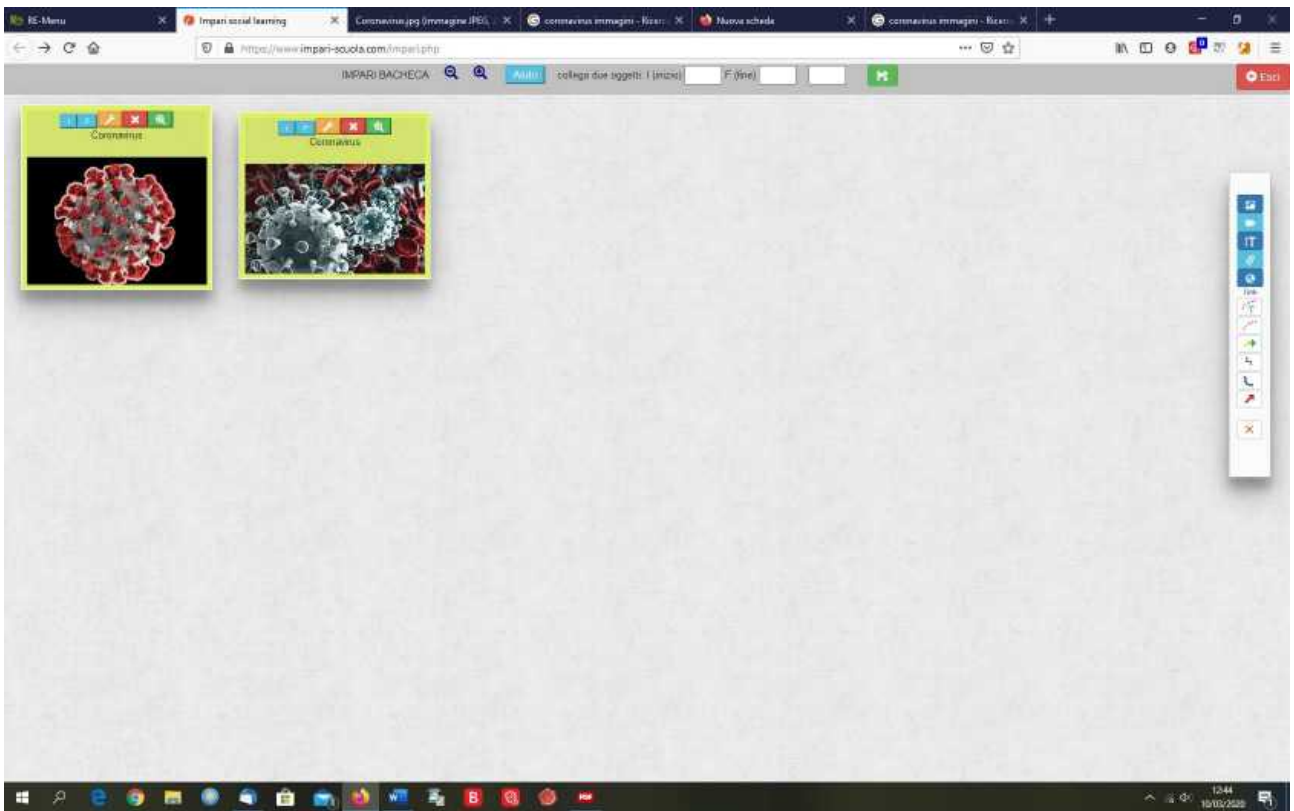 RE-Menu
Impari social learning
Coronavirus.jpg (immagine JPEG,
coronavirus immagini - Ricerc
Nuova scheda
coronavirus immagini - Ricerc
https://www.impari-scuola.com/impari.php
IMPARI BACHECA
Aiuto
collega due oggetti: I (inizio)
F (fine)
Esci
Coronavirus
Coronavirus
link
12:44
10/03/2020